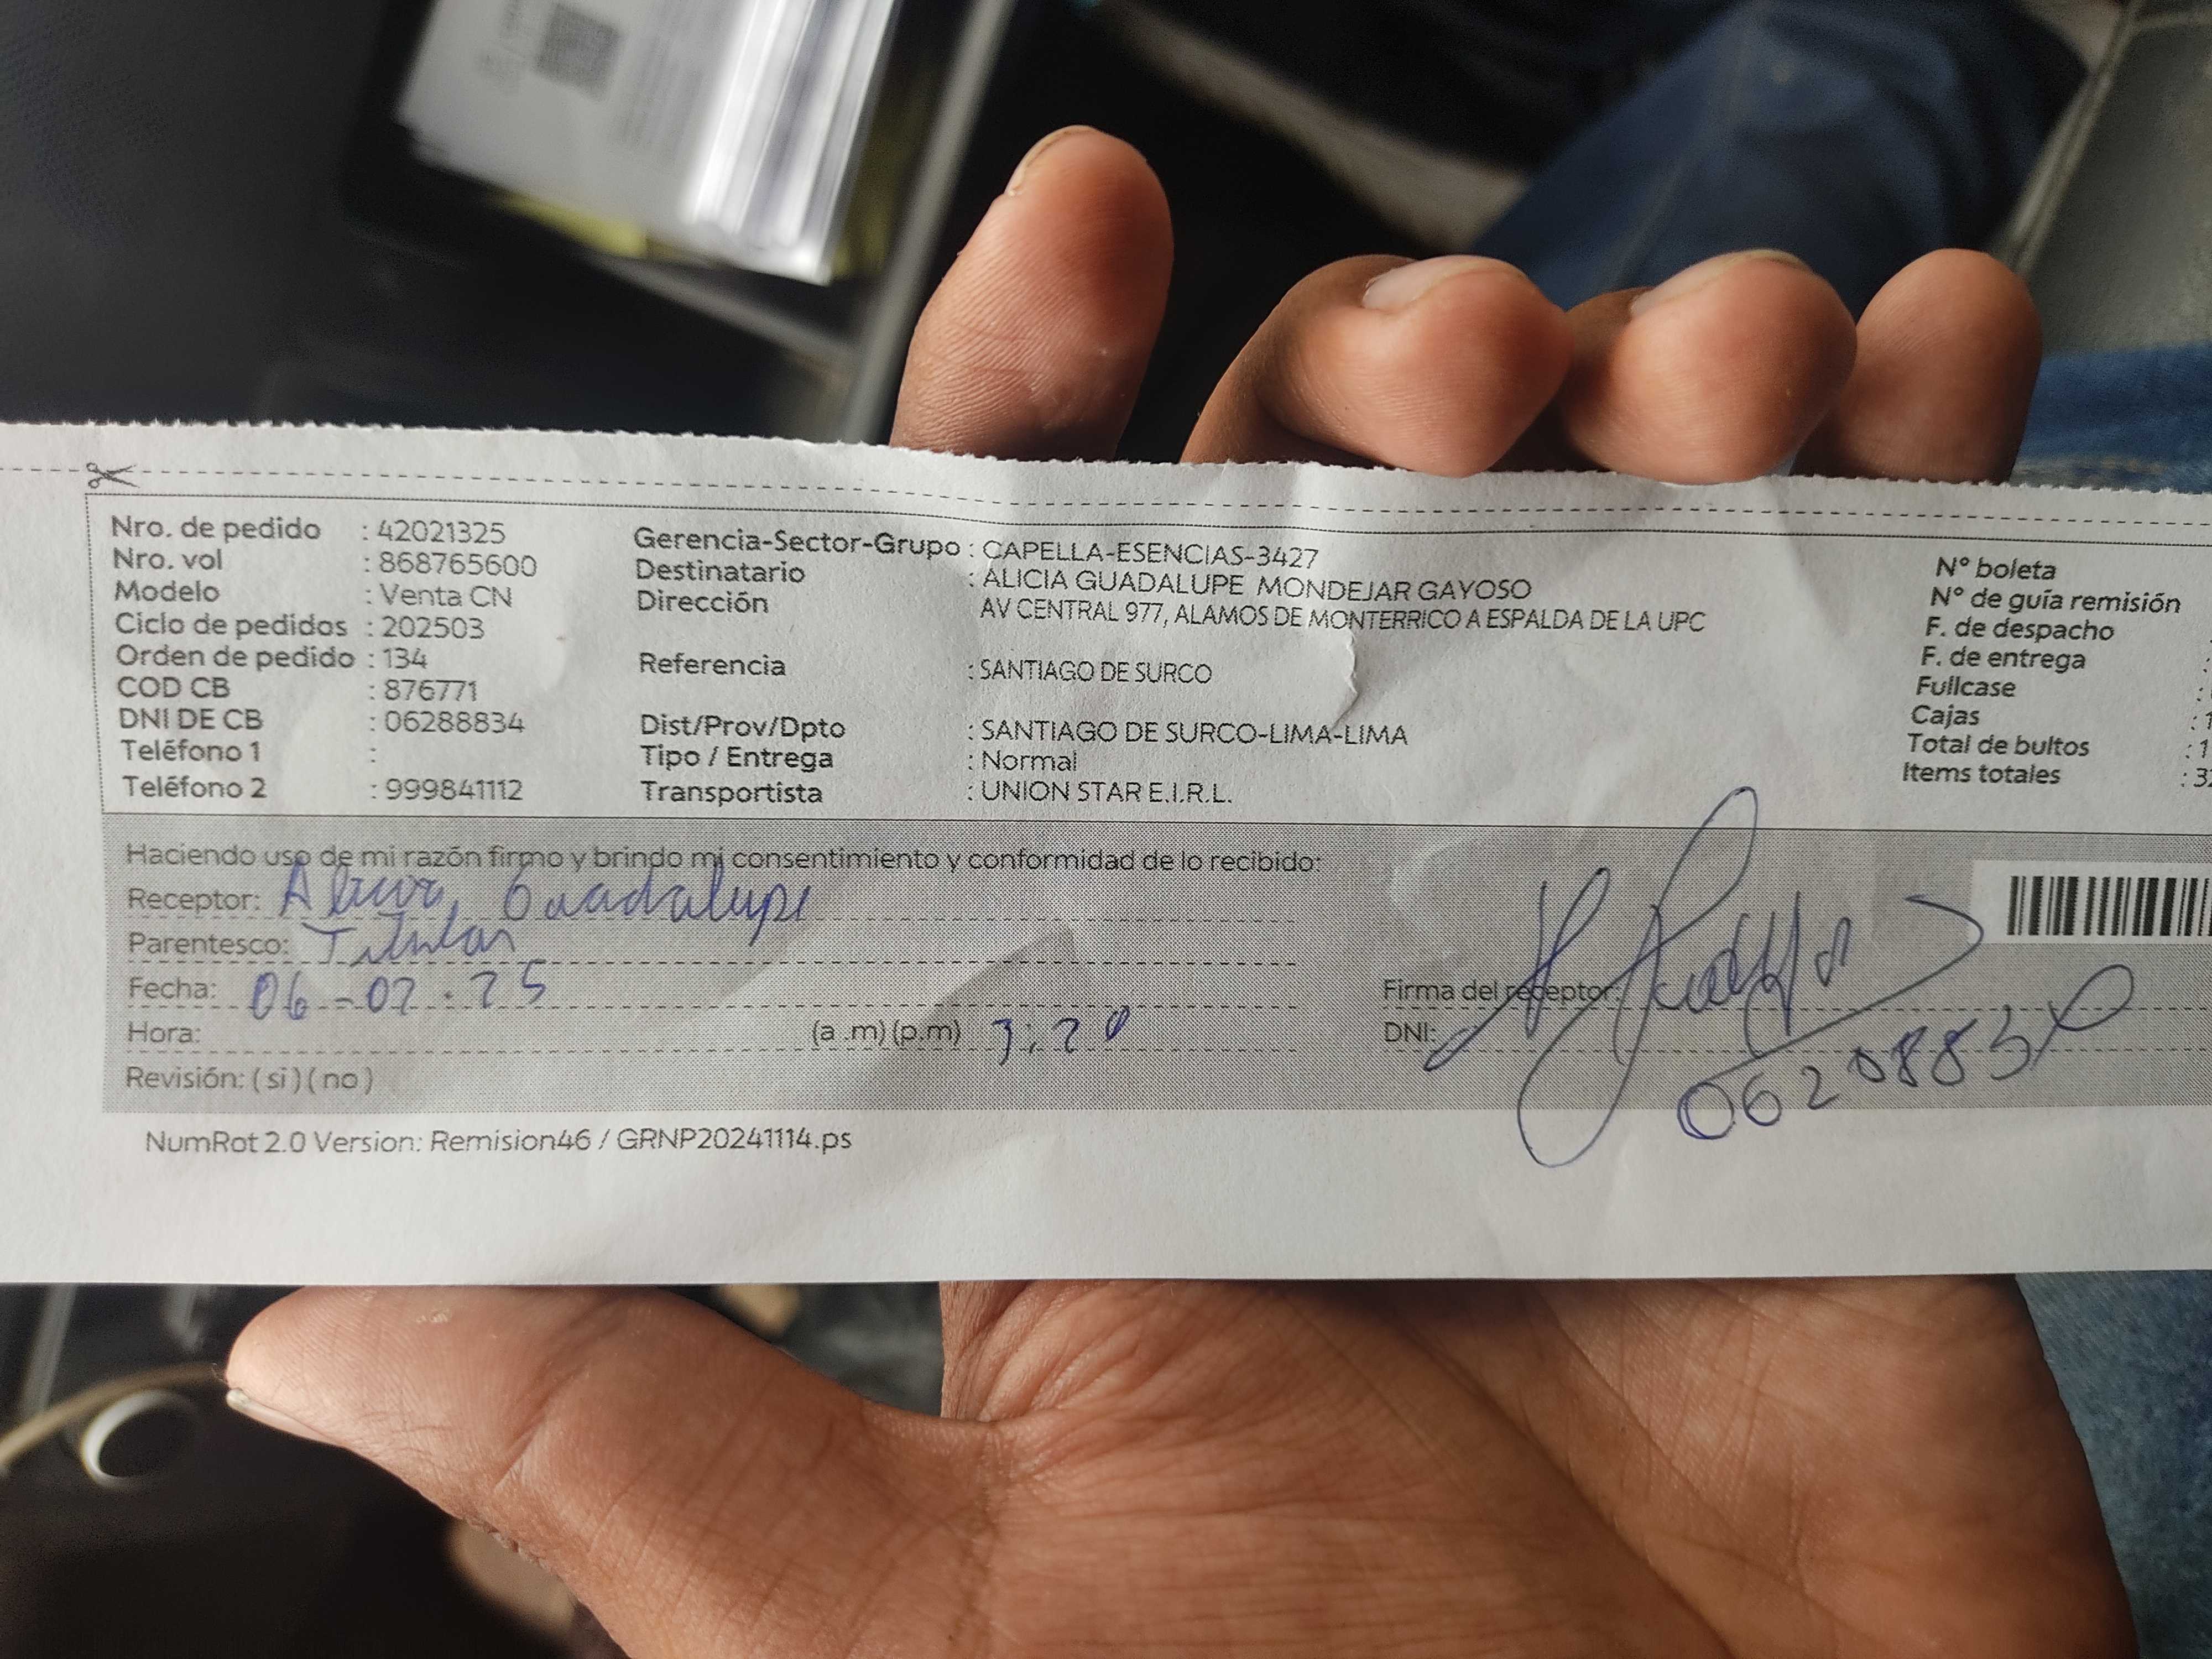 Nro. de pedido : 42021325
Nro. vol : 868765600
Modelo : Venta CN
Ciclo de pedidos : 202503
Orden de pedido : 134
COD CB : 876771
DNI DE CB : 06288834
Teléfono 1 :
Teléfono 2 : 999841112
Gerencia-Sector-Grupo : CAPELLA-ESENCIAS-3427
Destinatario : ALICIA GUADALUPE MONDEJAR GAYOSO
Dirección AV CENTRAL 977, ALAMOS DE MONTERRICO A ESPALDA DE LA UPC
Referencia : SANTIAGO DE SURCO
Dist/Prov/Dpto : SANTIAGO DE SURCO-LIMA-LIMA
Tipo / Entrega : Normal
Transportista : UNION STAR E.I.R.L.
N° boleta
N° de guía remisión
F. de despacho
F. de entrega :
Fullcase :
Cajas :
Total de bultos :
Items totales :
Haciendo uso de mi razón firmo y brindo mi consentimiento y conformidad de lo recibido:
Receptor: Alicia Guadalupe
Parentesco: Titular
Fecha: 06-02.25
Hora: (a .m) (p.m)
Revisión: ( si ) ( no )
Firma del receptor:
DNI:
NumRot 2.0 Version: Remision46 / GRNP20241114.ps